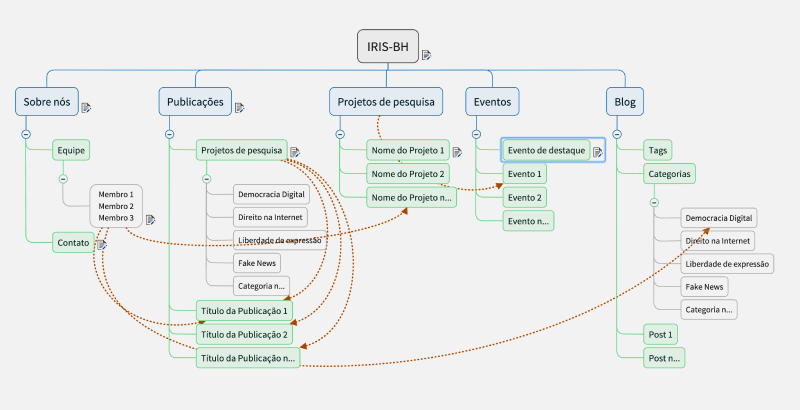 IRIS-BH
Sobre nós
Publicações
Projetos de pesquisa
Eventos
Blog
Equipe
Membro 1
Membro 2
Membro 3
Contato
Projetos de pesquisa
Democracia Digital
Direito na Internet
Liberdade de expressão
Fake News
Categoria n...
Título da Publicação 1
Título da Publicação 2
Título da Publicação n...
Nome do Projeto 1
Nome do Projeto 2
Nome do Projeto n...
Evento de destaque
Evento 1
Evento 2
Evento n...
Tags
Categorias
Democracia Digital
Direito na Internet
Liberdade de expressão
Fake News
Categoria n...
Post 1
Post n...